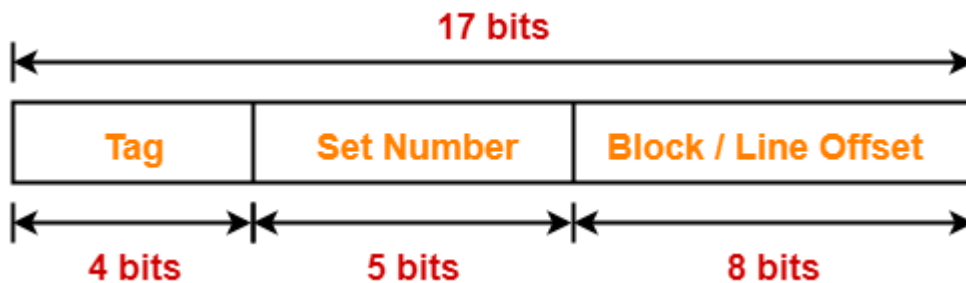 17 bits
Tag
Set Number
Block / Line Offset
4 bits
5 bits
8 bits